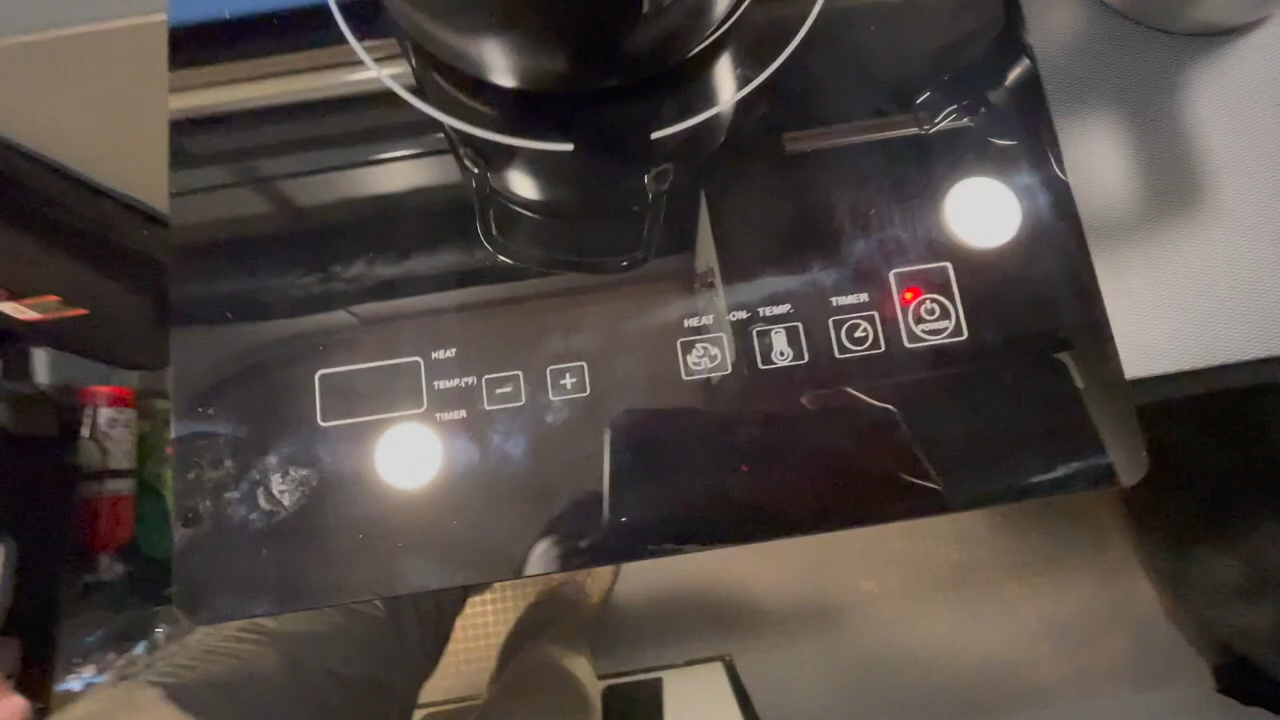 HEAT
TEMP.(°F)
TIMER
HEAT -ON- TEMP.
TIMER
POWER